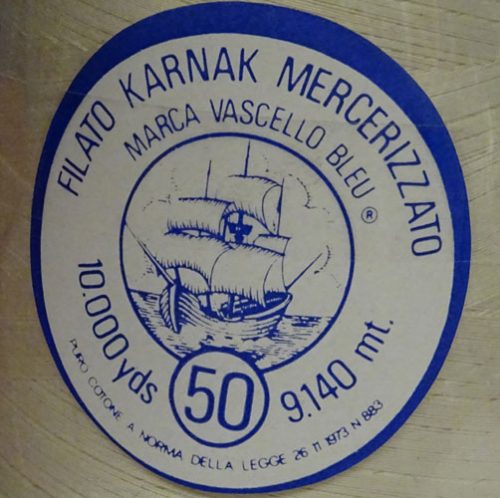 FILATO KARNAK MERCERIZZATO
MARCA VASCELLO BLEU ®
10.000 yds
50
9.140 mt.
PURO COTONE A NORMA DELLA LEGGE 26 11 1973 N 883